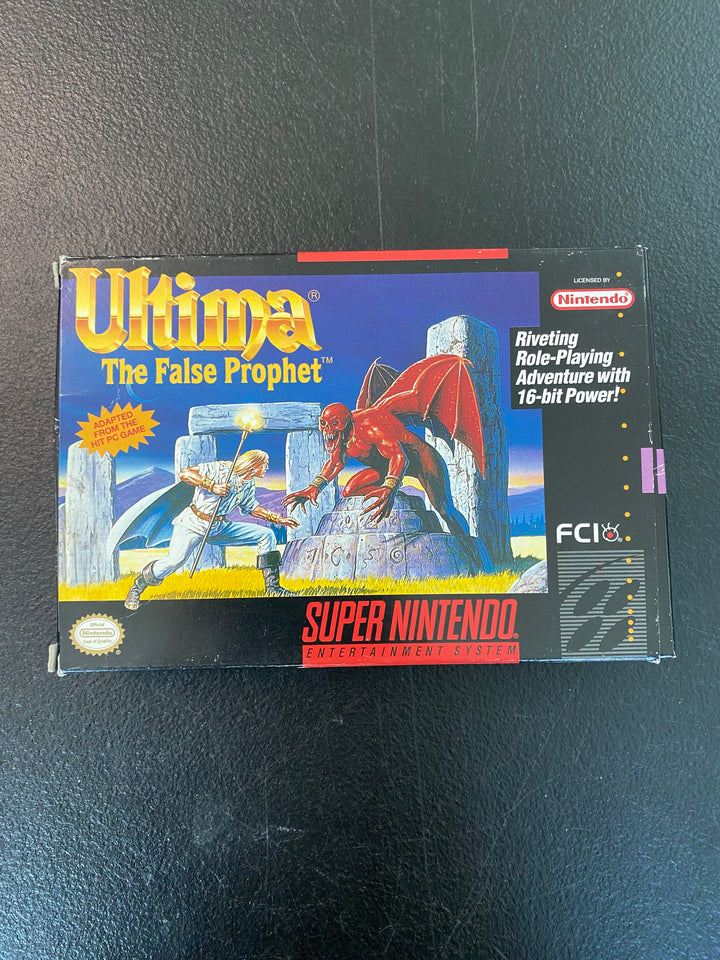 Ultima®
The False Prophet™
ADAPTED
FROM THE
HIT PC GAME
LICENSED BY
Nintendo®
Riveting
Role-Playing
Adventure with
16-bit Power!
FCI®
Official
Nintendo
Seal of Quality
SUPER NINTENDO®
ENTERTAINMENT SYSTEM